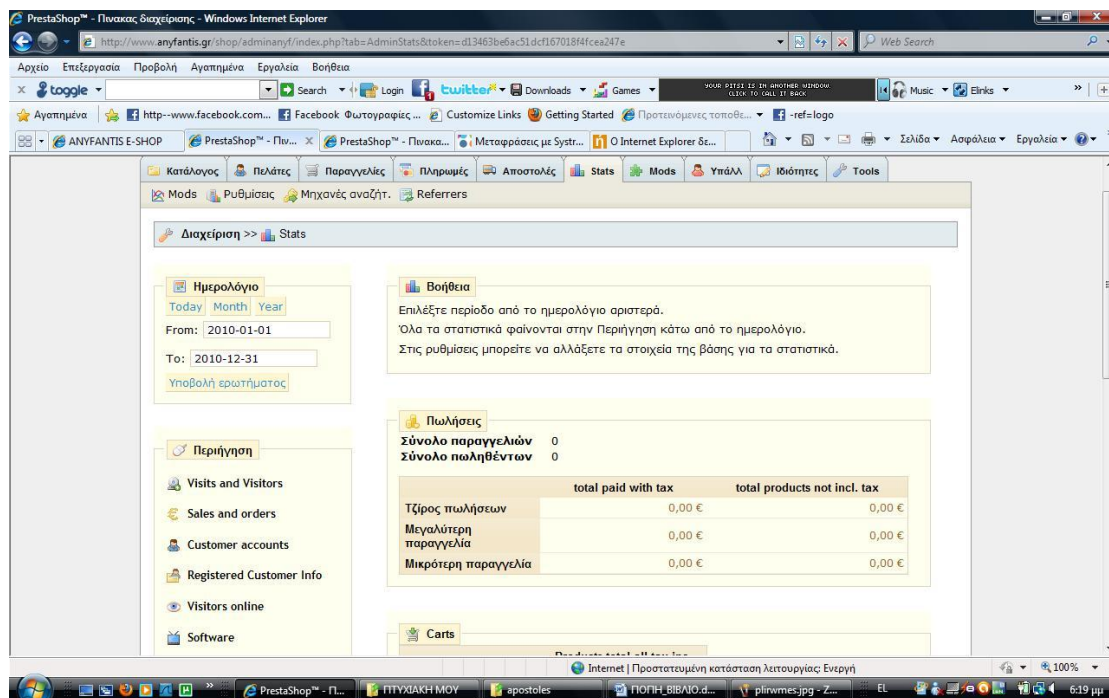 PrestaShop™ - Πινακας διαχείρισης - Windows Internet Explorer
http://www.anyfantis.gr/shop/adminanyf/index.php?tab=AdminStats&token=d13463be6ac51dcf167018f4fcea247e
Web Search
Αρχείο Επεξεργασία Προβολή Αγαπημένα Εργαλεία Βοήθεια
toggle Search Login twitter Downloads Games YOUR PITSI IS IN ANOTHER WINDOW Music Elinks
CLICK TO CALL IT BACK
Αγαπημένα http--www.facebook.com... Facebook Φωτογραφίες ... Customize Links Getting Started Προτεινόμενες τοποθε... -ref=logo
ANYFANTIS E-SHOP PrestaShop™ - Πιν... PrestaShop™ - Πινακα... Μεταφράσεις με Systr... Ο Internet Explorer δε... Σελίδα Ασφάλεια Εργαλεία
Κατάλογος Πελάτες Παραγγελίες Πληρωμές Αποστολές Stats Mods Υπάλλ Ιδιότητες Tools
Mods Ρυθμίσεις Μηχανές αναζήτ. Referrers
Διαχείριση >> Stats
Ημερολόγιο
Today Month Year
From: 2010-01-01
To: 2010-12-31
Υποβολή ερωτήματος
Βοήθεια
Επιλέξτε περίοδο από το ημερολόγιο αριστερά.
Όλα τα στατιστικά φαίνονται στην Περιήγηση κάτω από το ημερολόγιο.
Στις ρυθμίσεις μπορείτε να αλλάξετε τα στοιχεία της βάσης για τα στατιστικά.
Περιήγηση
Visits and Visitors
Sales and orders
Customer accounts
Registered Customer Info
Visitors online
Software
Πωλήσεις
Σύνολο παραγγελιών 0
Σύνολο πωληθέντων 0
total paid with tax total products not incl. tax
Τζίρος πωλήσεων 0,00 € 0,00 €
Μεγαλύτερη παραγγελία 0,00 € 0,00 €
Μικρότερη παραγγελία 0,00 € 0,00 €
Carts
Products total all tax inc.
Internet | Προστατευμένη κατάσταση λειτουργίας: Ενεργή 100%
PrestaShop™ - Π... ΠΤΥΧΙΑΚΗ ΜΟΥ apostoles ΠΟΠΗ_ΒΙΒΛΙΟ.d... plirwmes.jpg - Z... EL 6:19 μμ